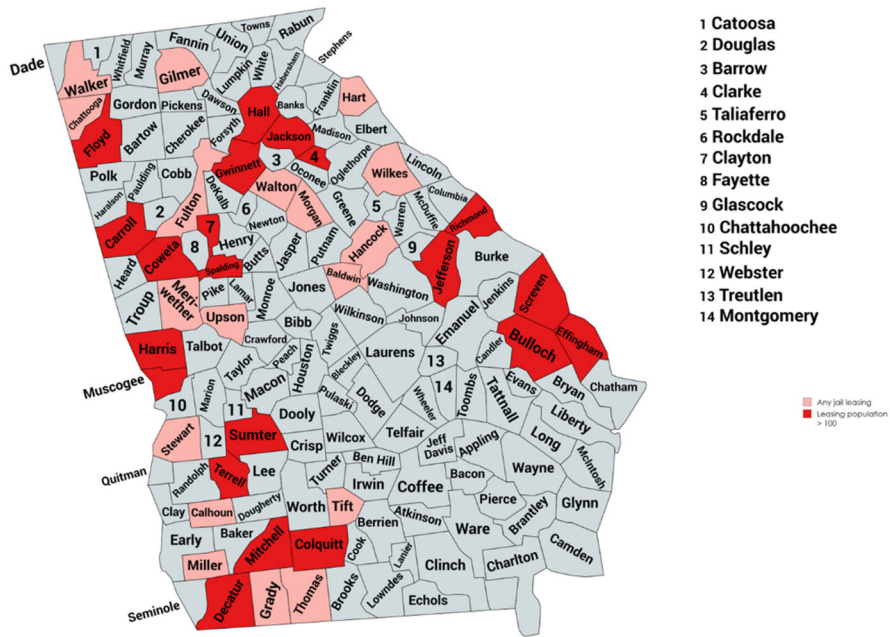 Dade
1
Whitfield
Murray
Fannin
Union
Towns
Rabun
Stephens
Walker
Gilmer
Lumpkin
White
Habersham
Chattooga
Gordon
Pickens
Dawson
Hall
Banks
Franklin
Hart
Floyd
Bartow
Cherokee
Forsyth
Jackson
Madison
Elbert
Polk
Paulding
Cobb
Gwinnett
3
4
Oconee
Oglethorpe
Wilkes
Lincoln
Haralson
2
Fulton
DeKalb
Walton
Morgan
Greene
5
Warren
McDuffie
Columbia
Carroll
7
6
Newton
Richmond
Coweta
8
Henry
Butts
Jasper
Putnam
Hancock
9
Jefferson
Burke
Heard
Spalding
Baldwin
Washington
Jenkins
Screven
Troup
Meri-
wether
Pike
Lamar
Monroe
Jones
Wilkinson
Johnson
Emanuel
Effingham
Upson
Bibb
Twiggs
Bulloch
Harris
Talbot
Crawford
Peach
Houston
Bleckley
Laurens
13
Candler
Muscogee
Taylor
Macon
Pulaski
Dodge
Wheeler
14
Toombs
Tattnall
Evans
Bryan
Chatham
10
Marion
11
Dooly
Liberty
Stewart
12
Sumter
Crisp
Wilcox
Telfair
Jeff
Davis
Appling
Long
McIntosh
Quitman
Randolph
Terrell
Lee
Turner
Ben Hill
Irwin
Coffee
Bacon
Wayne
Clay
Calhoun
Dougherty
Worth
Tift
Berrien
Atkinson
Pierce
Brantley
Glynn
Early
Baker
Mitchell
Colquitt
Cook
Ware
Camden
Miller
Lanier
Clinch
Charlton
Seminole
Decatur
Grady
Thomas
Brooks
Lowndes
Echols
1 Catoosa
2 Douglas
3 Barrow
4 Clarke
5 Taliaferro
6 Rockdale
7 Clayton
8 Fayette
9 Glascock
10 Chattahoochee
11 Schley
12 Webster
13 Treutlen
14 Montgomery
Any jail leasing
Leasing population
> 100